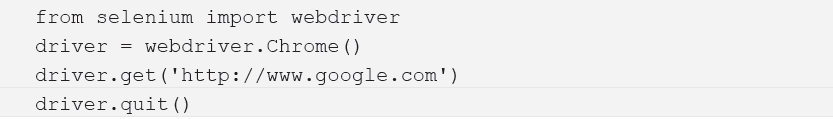 from selenium import webdriver
driver = webdriver.Chrome()
driver.get('http://www.google.com')
driver.quit()